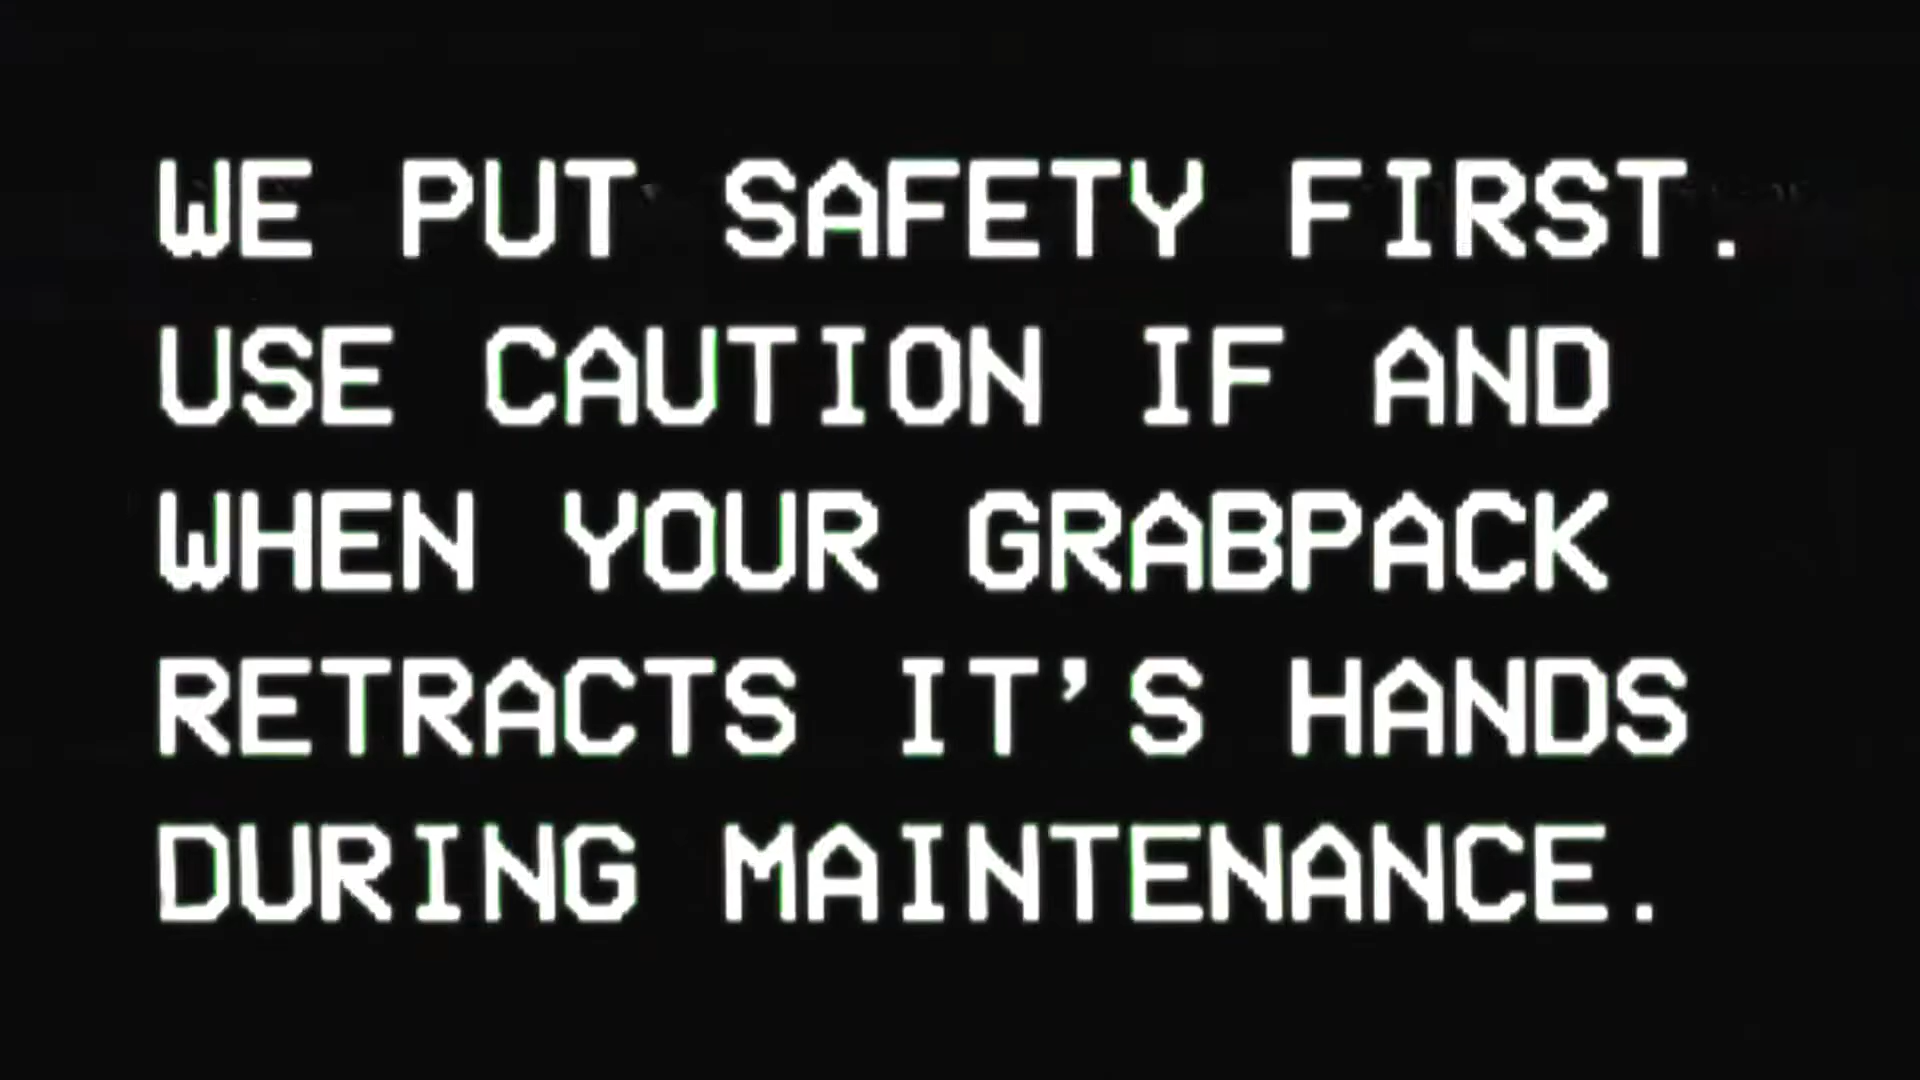 WE PUT SAFETY FIRST.
USE CAUTION IF AND
WHEN YOUR GRABPACK
RETRACTS IT’S HANDS
DURING MAINTENANCE.